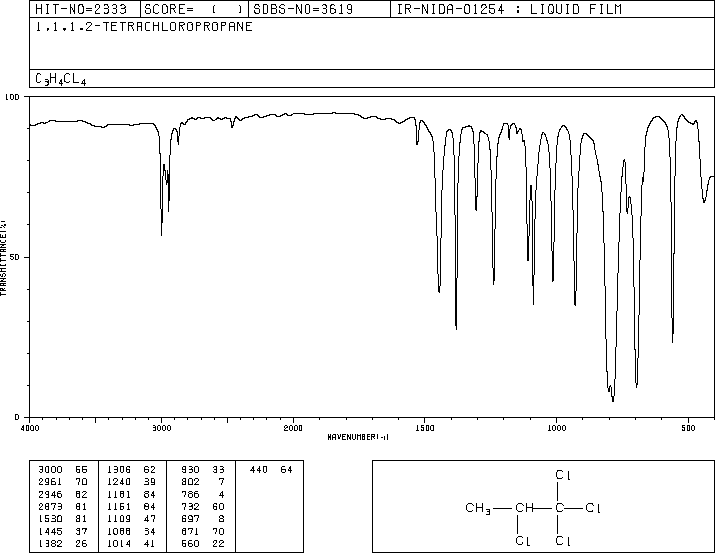 HIT-NO=2333 SCORE= ( ) SDBS-NO=3619 IR-NIDA-01254 : LIQUID FILM
1,1,1,2-TETRACHLOROPROPANE
C3H4CL4
100
50
0
TRANSMITTANCE(%)
4000 3000 2000 1500 1000 500
WAVENUMBER(-1)
3000 55 1306 62 930 33 440 64
2961 70 1240 39 802 7
2946 62 1181 84 786 4
2873 81 1151 84 732 60
1530 81 1109 47 697 8
1445 37 1088 34 671 70
1382 26 1014 41 560 22
Cl
CH3 CH C Cl
Cl Cl